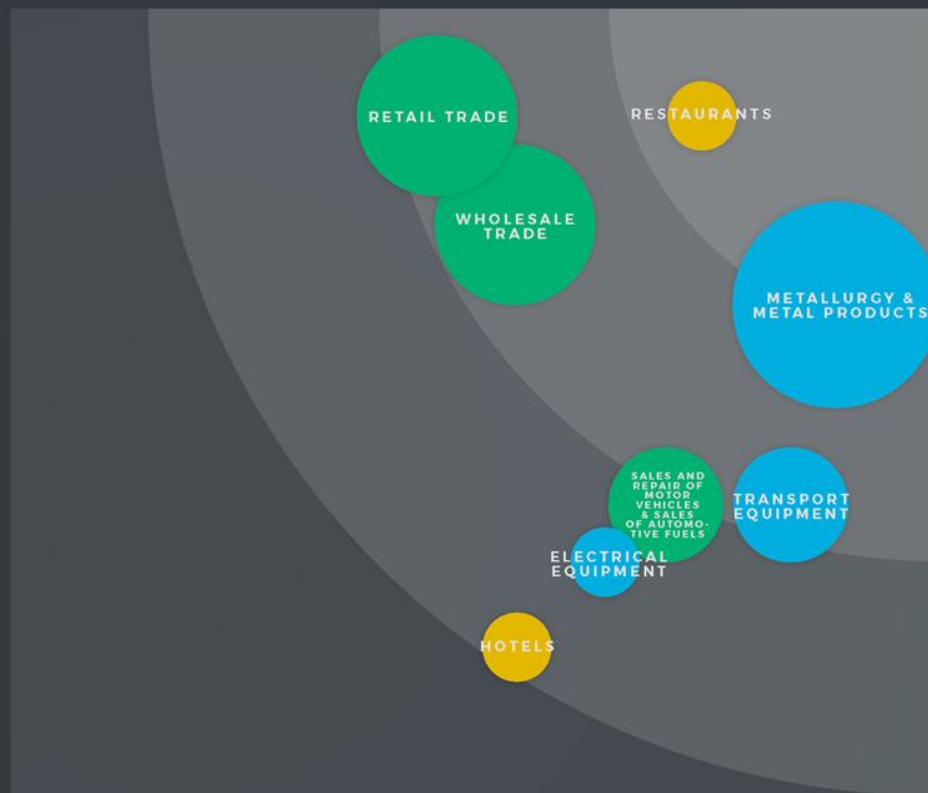 RETAIL TRADE
RESTAURANTS
WHOLESALE
TRADE
METALLURGY &
METAL PRODUCTS
SALES AND
REPAIR OF
MOTOR
VEHICLES
& SALES
OF AUTOMO-
TIVE FUELS
TRANSPORT
EQUIPMENT
ELECTRICAL
EQUIPMENT
HOTELS